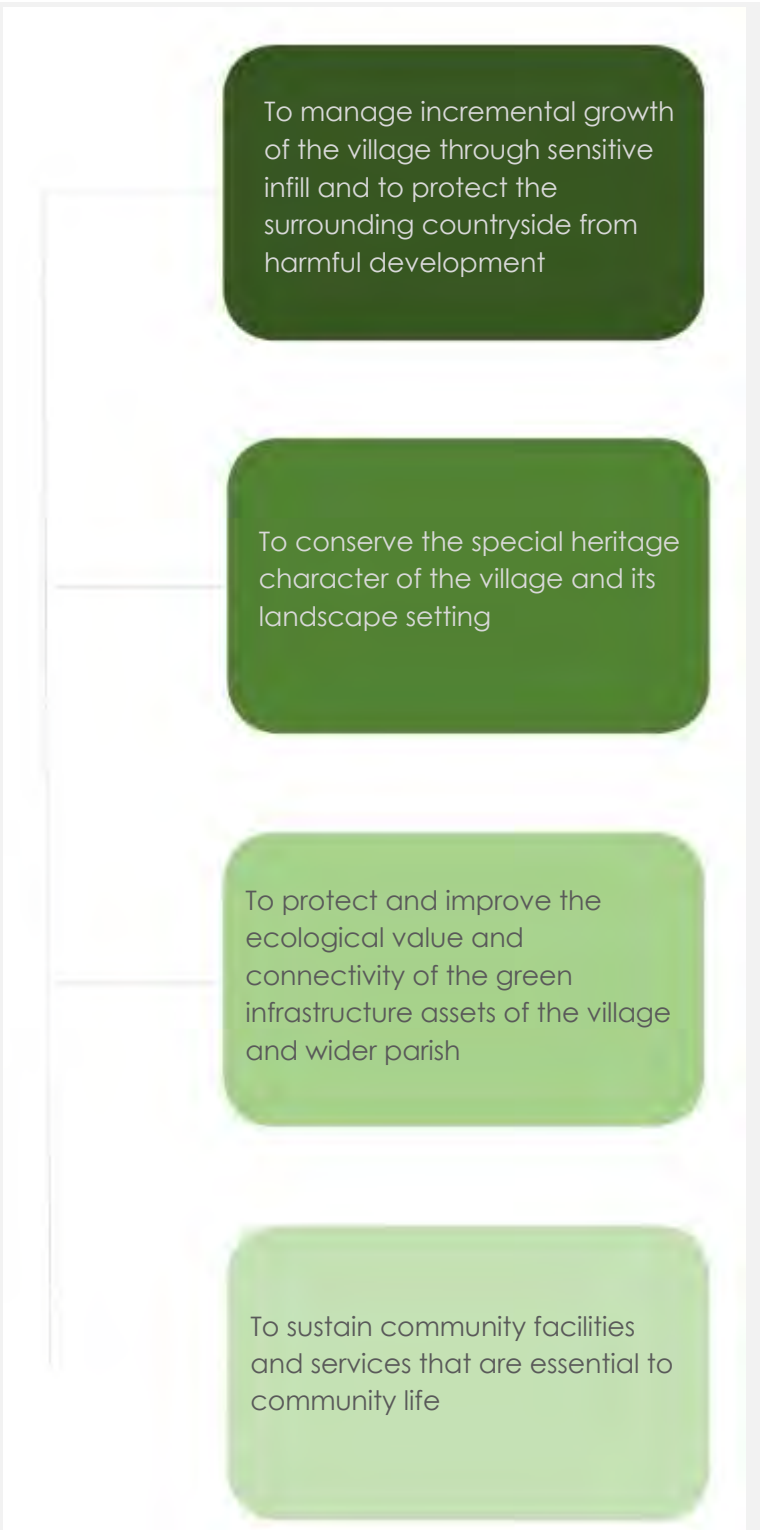 To manage incremental growth
of the village through sensitive
infill and to protect the
surrounding countryside from
harmful development
To conserve the special heritage
character of the village and its
landscape setting
To protect and improve the
ecological value and
connectivity of the green
infrastructure assets of the village
and wider parish
To sustain community facilities
and services that are essential to
community life